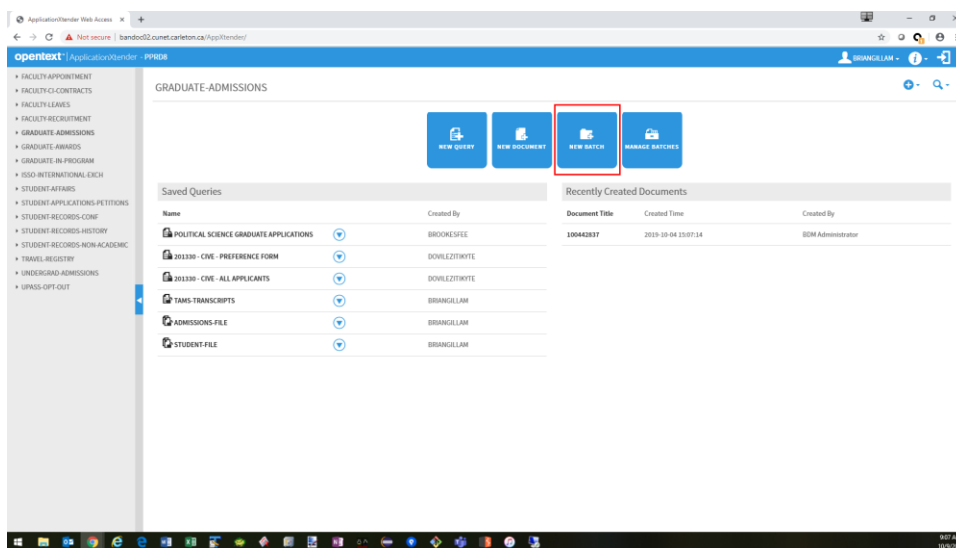 ApplicationXtender Web Access
Not secure | bandoc02.cunet.carleton.ca/AppXtender/
opentext™ | ApplicationXtender - PPRD8
BRIANGILLAM
FACULTY-APPOINTMENT
FACULTY-CI-CONTRACTS
FACULTY-LEAVES
FACULTY-RECRUITMENT
GRADUATE-ADMISSIONS
GRADUATE-AWARDS
GRADUATE-IN-PROGRAM
ISSO-INTERNATIONAL-EXCH
STUDENT-AFFAIRS
STUDENT-APPLICATIONS-PETITIONS
STUDENT-RECORDS-CONF
STUDENT-RECORDS-HISTORY
STUDENT-RECORDS-NON-ACADEMIC
TRAVEL-REGISTRY
UNDERGRAD-ADMISSIONS
UPASS-OPT-OUT
GRADUATE-ADMISSIONS
NEW QUERY NEW DOCUMENT NEW BATCH MANAGE BATCHES
Saved Queries
Name Created By
POLITICAL SCIENCE GRADUATE APPLICATIONS BROOKESFEE
201330 - CIVE - PREFERENCE FORM DOVILEZITIKYTE
201330 - CIVE - ALL APPLICANTS DOVILEZITIKYTE
TAMS-TRANSCRIPTS BRIANGILLAM
ADMISSIONS-FILE BRIANGILLAM
STUDENT-FILE BRIANGILLAM
Recently Created Documents
Document Title Created Time Created By
100442837 2019-10-04 15:07:14 BDM Administrator
9:07 A